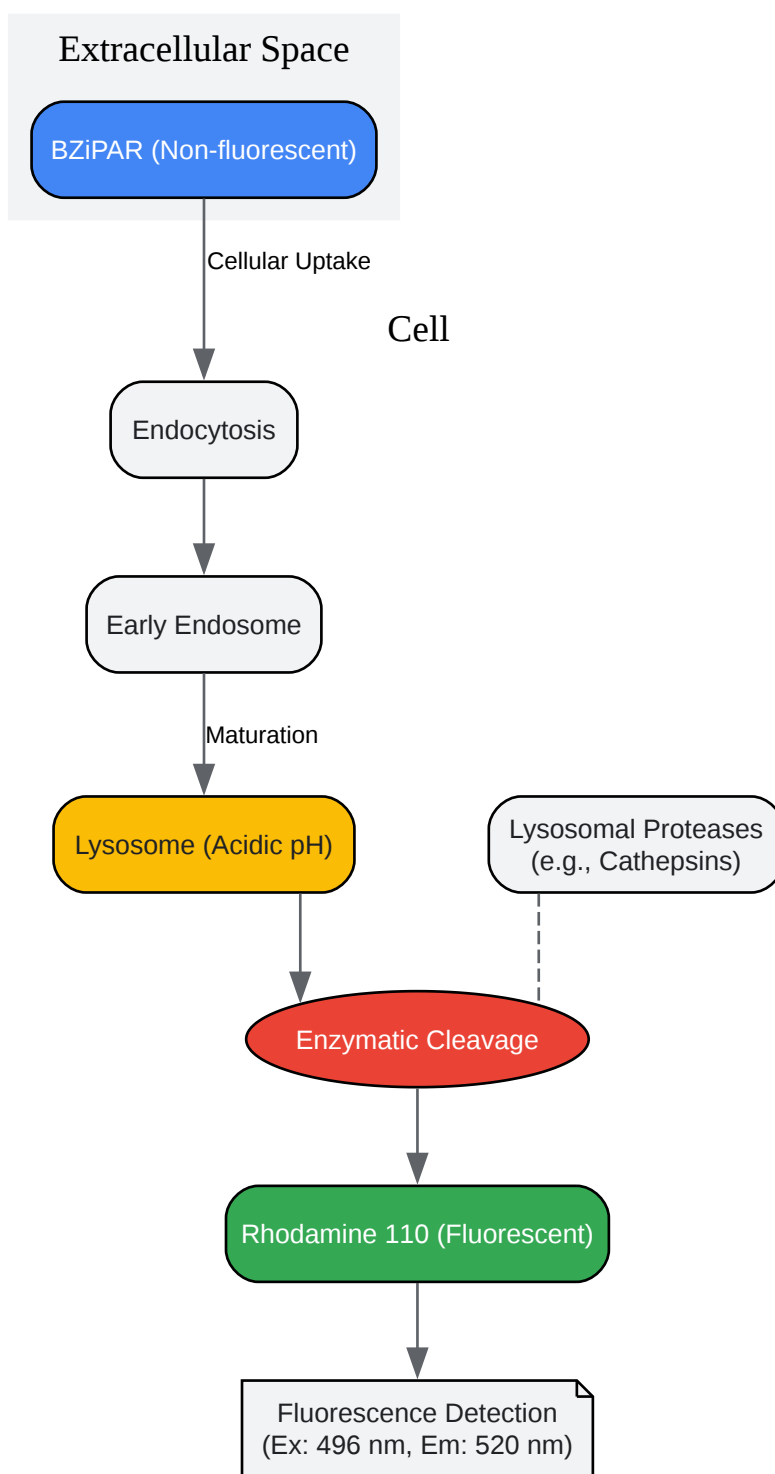 Extracellular Space
BZiPAR (Non-fluorescent)
Cellular Uptake
Cell
Endocytosis
Early Endosome
Maturation
Lysosome (Acidic pH)
Lysosomal Proteases
(e.g., Cathepsins)
Enzymatic Cleavage
Rhodamine 110 (Fluorescent)
Fluorescence Detection
(Ex: 496 nm, Em: 520 nm)